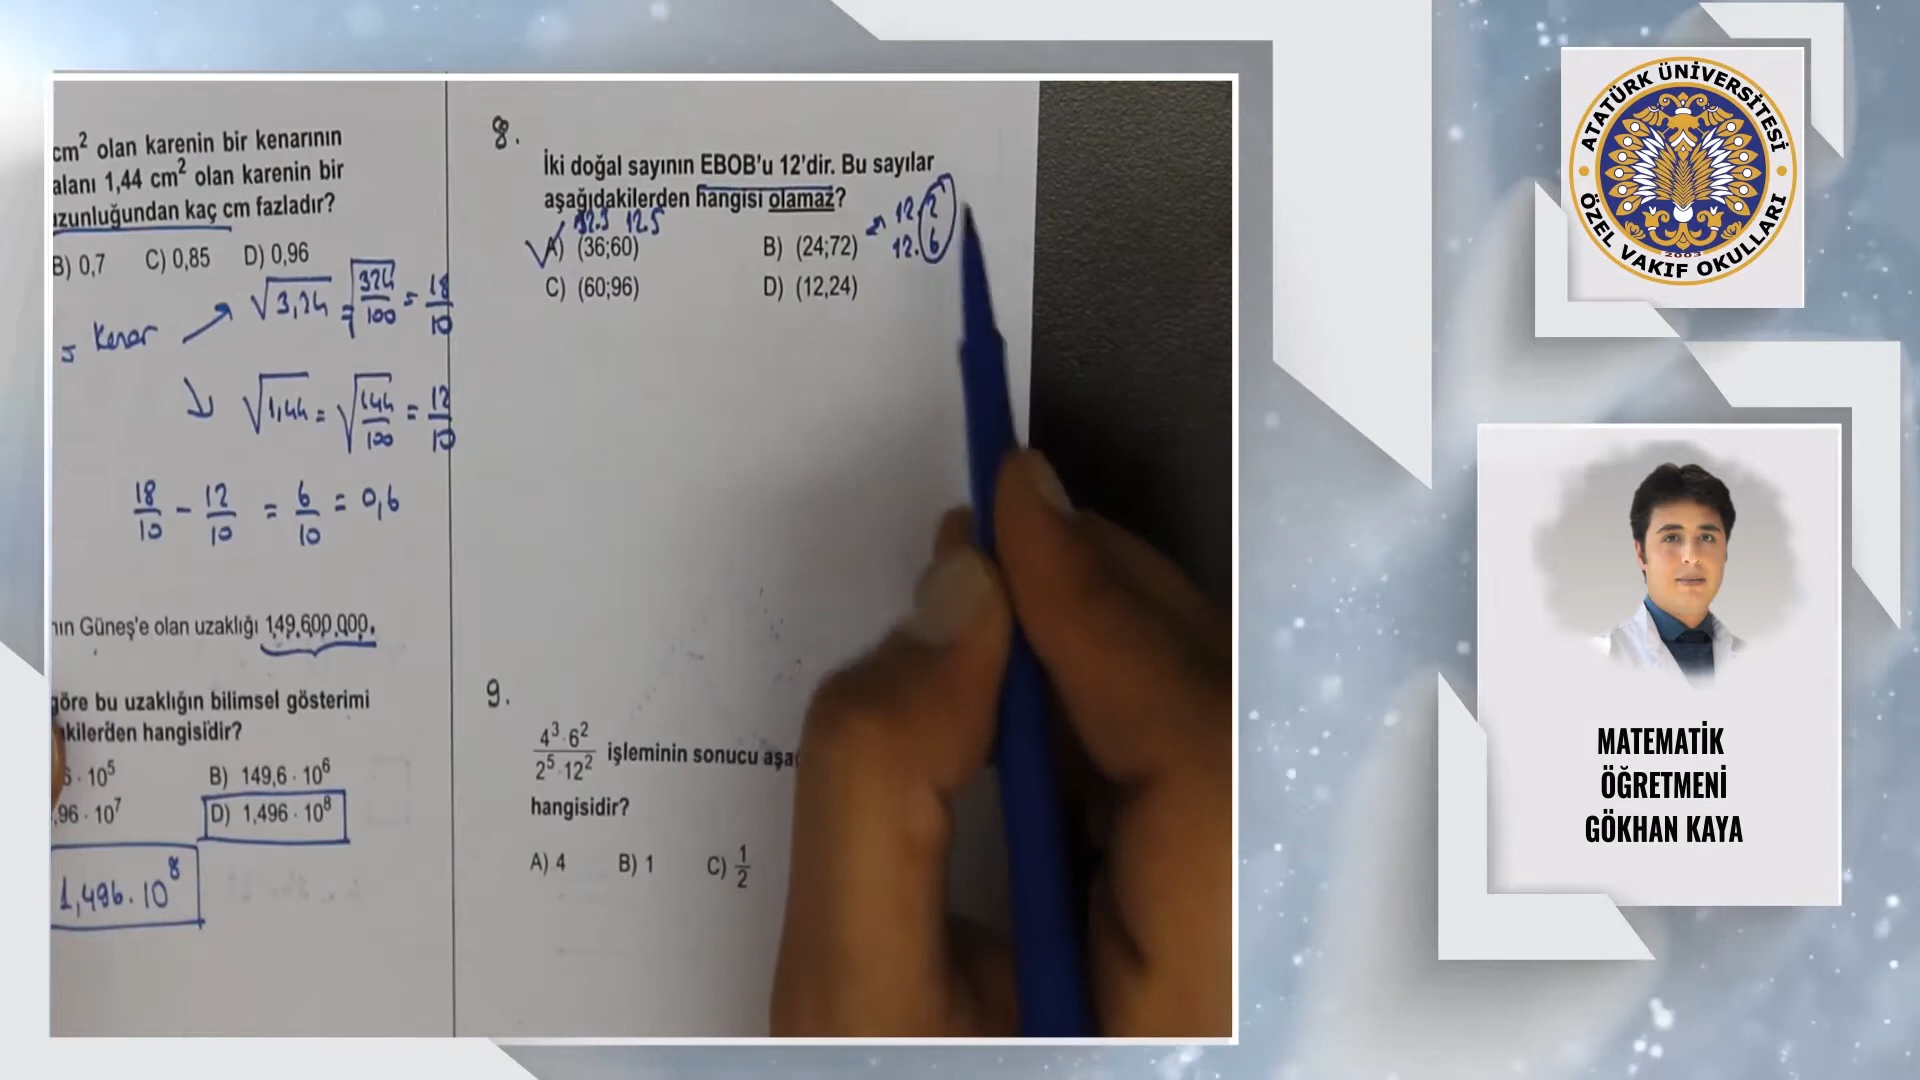 cm² olan karenin bir kenarının
alanı 1,44 cm² olan karenin bir
uzunluğundan kaç cm fazladır?
B) 0,7 C) 0,85 D) 0,96
= Kenar
√3,24 = √324/100 = 18/10
√1,44 = √144/100 = 12/10
18/10 - 12/10 = 6/10 = 0,6
nın Güneş'e olan uzaklığı 149.600.000.
göre bu uzaklığın bilimsel gösterimi
akilerden hangisidir?
6 · 10⁵ B) 149,6 · 10⁶
,96 · 10⁷ D) 1,496 · 10⁸
1,496.10⁸
8.
İki doğal sayının EBOB'u 12'dir. Bu sayılar
aşağıdakilerden hangisi olamaz?
12.3 12.5
A) (36;60) B) (24;72)
12.2
12.6
C) (60;96) D) (12,24)
9.
4³·6²/2⁵·12² işleminin sonucu
hangisidir?
A) 4 B) 1 C) 1/2
ATATÜRK ÜNİVERSİTESİ
ÖZEL VAKIF OKULLARI
2003
MATEMATİK
ÖĞRETMENİ
GÖKHAN KAYA